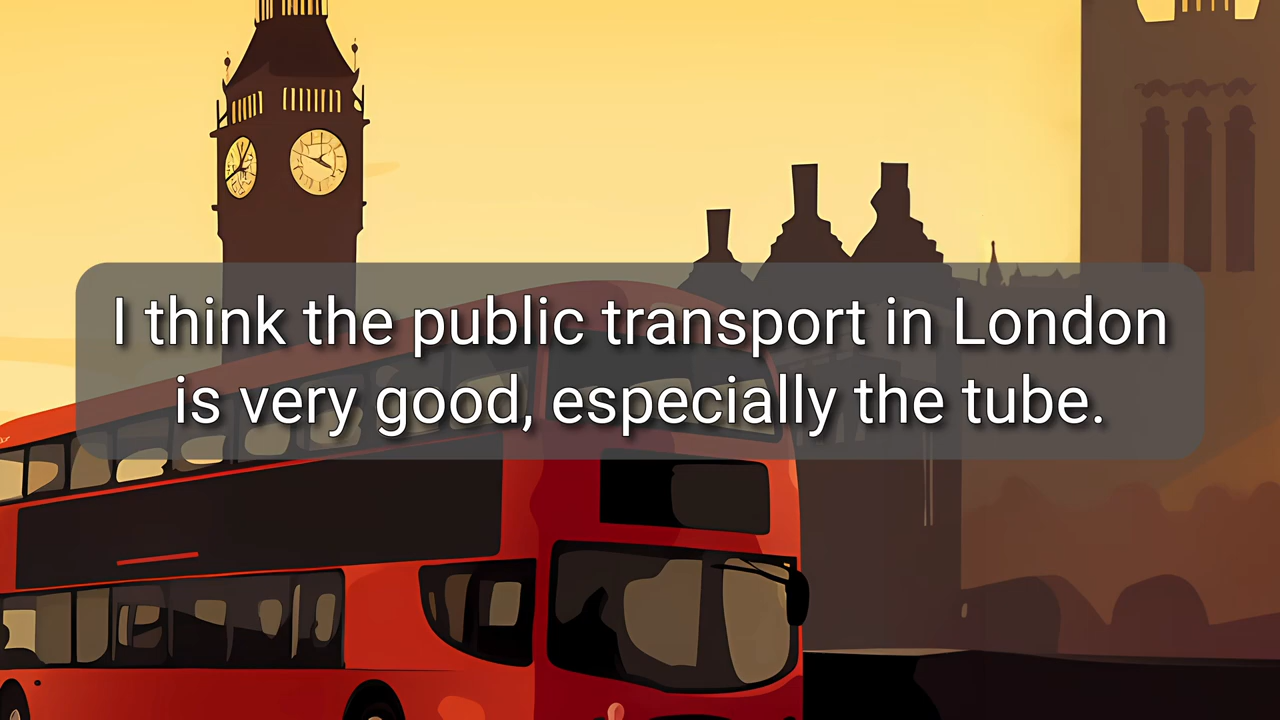 I think the public transport in London
is very good, especially the tube.